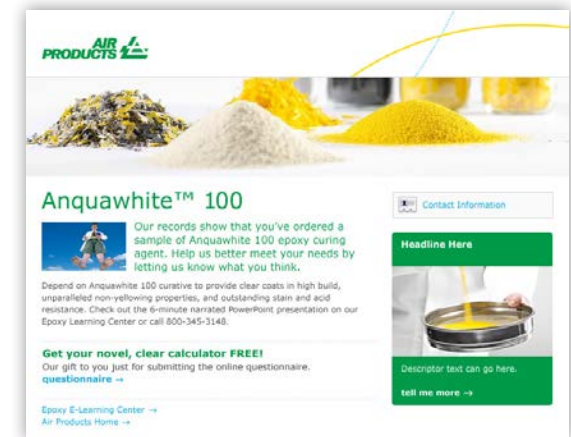 AIR
PRODUCTS
Anquawhite™ 100
Our records show that you've ordered a
sample of Anquawhite 100 epoxy curing
agent. Help us better meet your needs by
letting us know what you think.
Depend on Anquawhite 100 curative to provide clear coats in high build,
unparalleled non-yellowing properties, and outstanding stain and acid
resistance. Check out the 6-minute narrated PowerPoint presentation on our
Epoxy Learning Center or call 800-345-3148.
Get your novel, clear calculator FREE!
Our gift to you just for submitting the online questionnaire.
questionnaire →
Epoxy E-Learning Center →
Air Products Home →
Contact Information
Headline Here
Descriptor text can go here.
tell me more →